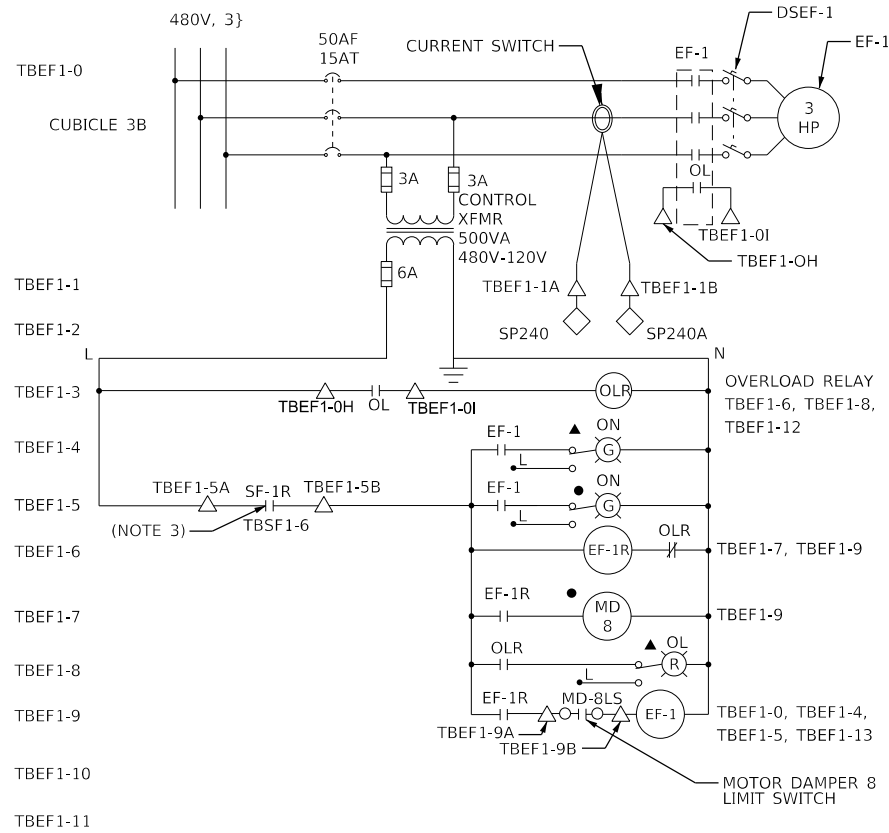 480V, 3}
50AF
15AT
CURRENT SWITCH
EF-1
DSEF-1
EF-1
TBEF1-0
3
HP
CUBICLE 3B
OL
3A
3A
CONTROL
XFMR
500VA
480V-120V
TBEF1-0I
TBEF1-OH
6A
TBEF1-1
TBEF1-1A
TBEF1-1B
TBEF1-2
SP240
SP240A
L
N
TBEF1-3
TBEF1-0H
OL
TBEF1-0I
OLR
OVERLOAD RELAY
TBEF1-6, TBEF1-8,
TBEF1-12
TBEF1-4
EF-1
ON
G
L
TBEF1-5
TBEF1-5A
SF-1R
TBEF1-5B
EF-1
ON
G
L
(NOTE 3)
TBSF1-6
TBEF1-6
EF-1R
OLR
TBEF1-7, TBEF1-9
TBEF1-7
EF-1R
MD
8
TBEF1-9
TBEF1-8
OLR
OL
R
L
TBEF1-9
EF-1R
MD-8LS
EF-1
TBEF1-0, TBEF1-4,
TBEF1-5, TBEF1-13
TBEF1-9A
TBEF1-9B
TBEF1-10
MOTOR DAMPER 8
LIMIT SWITCH
TBEF1-11